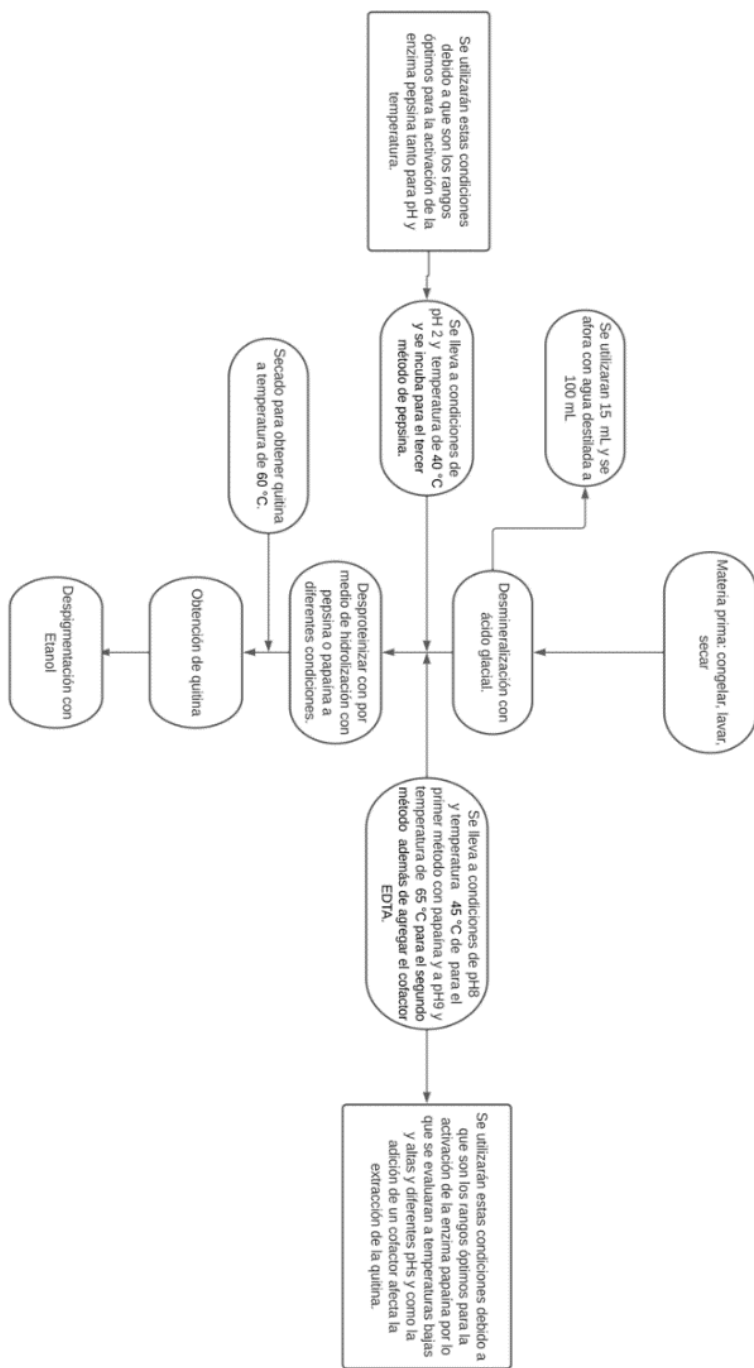 Materia prima: congelar, lavar,
secar
Se utilizaran 15 mL y se
afora con agua destilada a
100 mL
Desmineralización con
ácido glacial.
Se utilizarán estas condiciones
debido a que son los rangos
óptimos para la activación de la
enzima pepsina tanto para pH y
temperatura.
Se lleva a condiciones de
pH 2 y temperatura de 40 °C
y se incuba para el tercer
método de pepsina.
Se lleva a condiciones de pH8
y temperatura 45 °C de para el
primer método con papaína y a pH9 y
temperatura de 65 °C para el segundo
método además de agregar el cofactor
EDTA.
Se utilizarán estas condiciones debido a
que son los rangos óptimos para la
activación de la enzima papaína por lo
que se evaluaran a temperaturas bajas
y altas y diferentes pHs y como la
adición de un cofactor afecta la
extracción de la quitina.
Desproteinizar con por
medio de hidrolización con
pepsina o papaína a
diferentes condiciones.
Secado para obtener quitina
a temperatura de 60 °C.
Obtención de quitina
Despigmentación con
Etanol